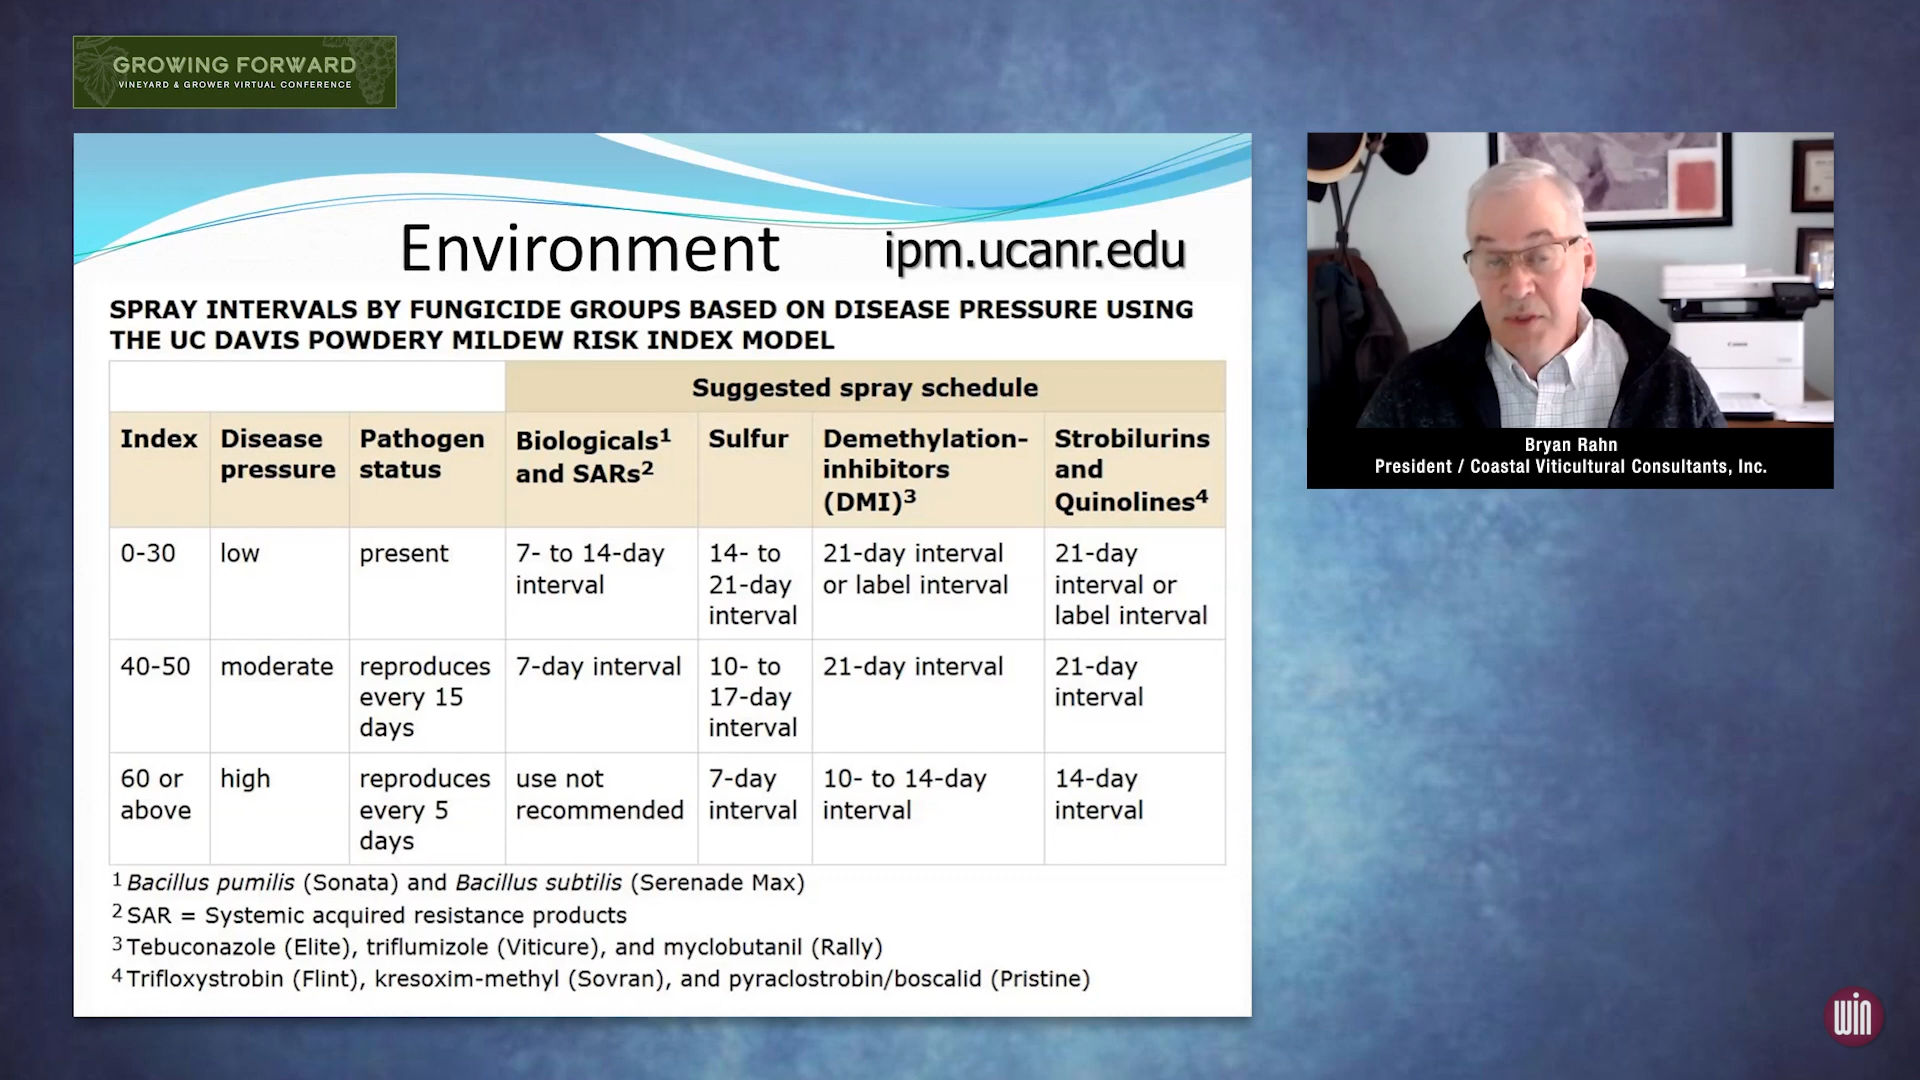 GROWING FORWARD
VINEYARD & GROWER VIRTUAL CONFERENCE
Environment
ipm.ucanr.edu
SPRAY INTERVALS BY FUNGICIDE GROUPS BASED ON DISEASE PRESSURE USING
THE UC DAVIS POWDERY MILDEW RISK INDEX MODEL
Suggested spray schedule
Index
Disease
pressure
Pathogen
status
Biologicals1
and SARs2
Sulfur
Demethylation-
inhibitors
(DMI)3
Strobilurins
and
Quinolines4
0-30
low
present
7- to 14-day
interval
14- to
21-day
interval
21-day interval
or label interval
21-day
interval or
label interval
40-50
moderate
reproduces
every 15
days
7-day interval
10- to
17-day
interval
21-day interval
21-day
interval
60 or
above
high
reproduces
every 5
days
use not
recommended
7-day
interval
10- to 14-day
interval
14-day
interval
1 Bacillus pumilis (Sonata) and Bacillus subtilis (Serenade Max)
2 SAR = Systemic acquired resistance products
3 Tebuconazole (Elite), triflumizole (Viticure), and myclobutanil (Rally)
4 Trifloxystrobin (Flint), kresoxim-methyl (Sovran), and pyraclostrobin/boscalid (Pristine)
Canon
Bryan Rahn
President / Coastal Viticultural Consultants, Inc.
win